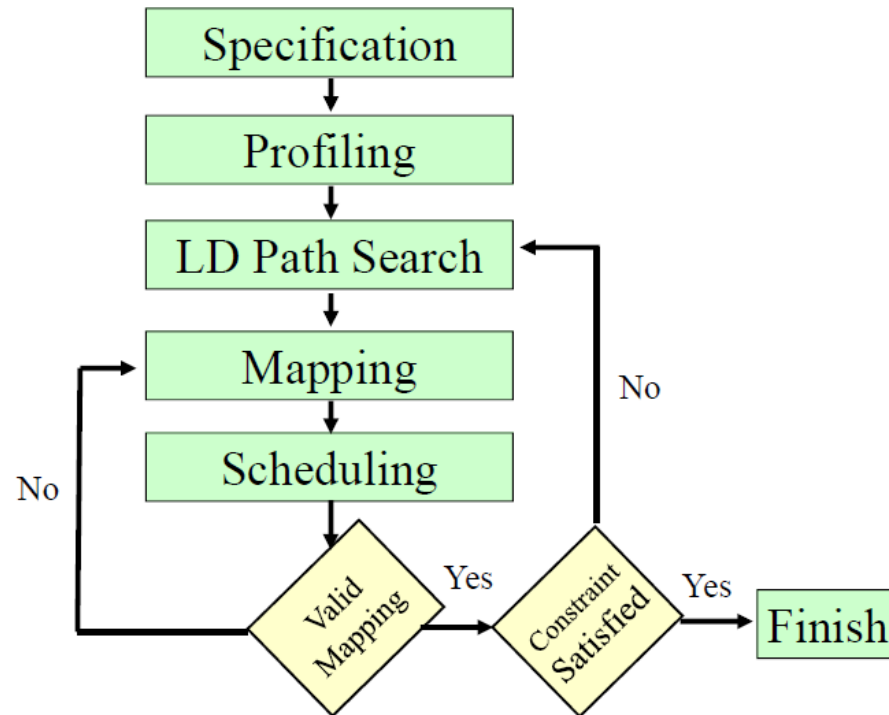 Specification
Profiling
LD Path Search
Mapping
No
Scheduling
No
Valid
Mapping
Yes
Constraint
Satisfied
Yes
Finish